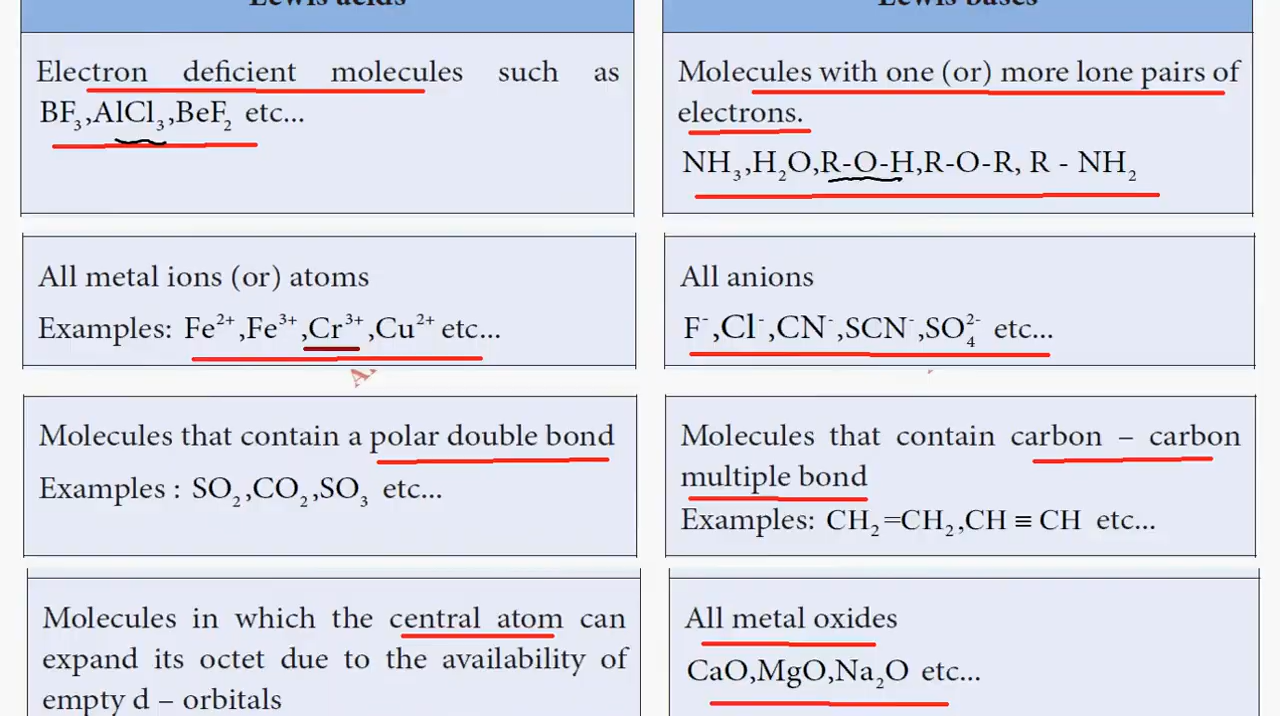 Lewis acids
Lewis bases
Electron deficient molecules such as
BF₃,AlCl₃,BeF₂ etc...
Molecules with one (or) more lone pairs of
electrons.
NH₃,H₂O,R-O-H,R-O-R, R - NH₂
All metal ions (or) atoms
Examples: Fe²⁺,Fe³⁺,Cr³⁺,Cu²⁺ etc...
All anions
F⁻,Cl⁻,CN⁻,SCN⁻,SO₄²⁻ etc...
Molecules that contain a polar double bond
Examples : SO₂,CO₂,SO₃ etc...
Molecules that contain carbon – carbon
multiple bond
Examples: CH₂=CH₂,CH ≡ CH etc...
Molecules in which the central atom can
expand its octet due to the availability of
empty d – orbitals
All metal oxides
CaO,MgO,Na₂O etc...